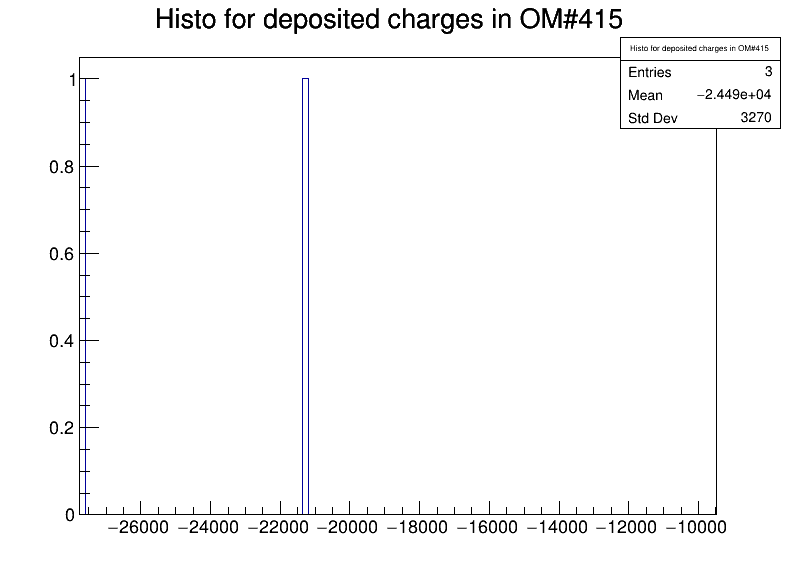 Histo for deposited charges in OM#415
Histo for deposited charges in OM#415
Entries 3
Mean −2.449e+04
Std Dev 3270
1
0.8
0.6
0.4
0.2
0
−26000 −24000 −22000 −20000 −18000 −16000 −14000 −12000 −10000